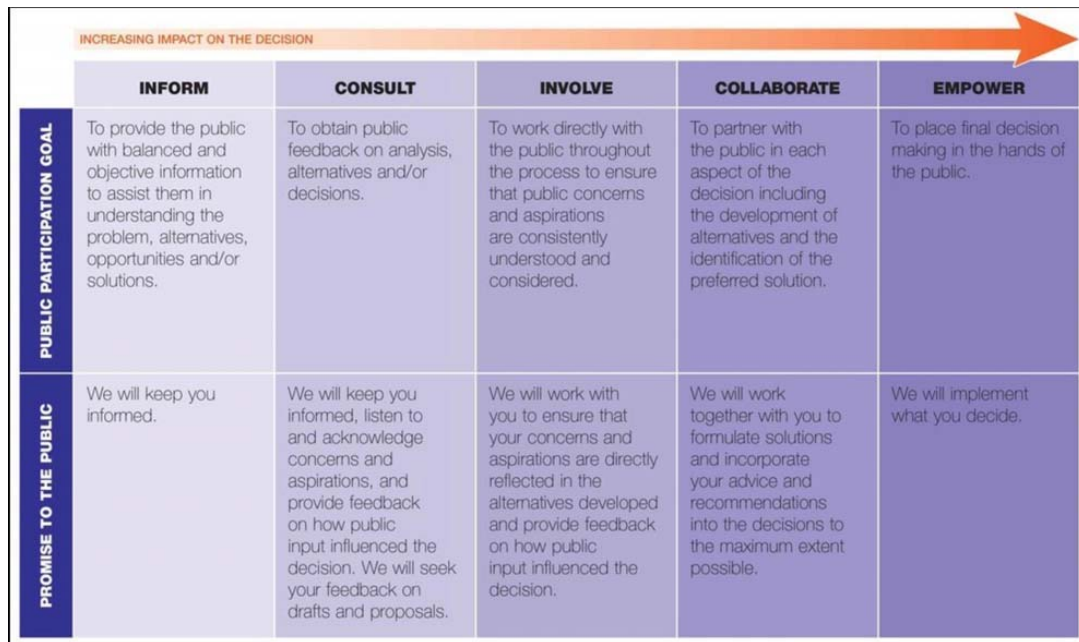 INCREASING IMPACT ON THE DECISION
INFORM
CONSULT
INVOLVE
COLLABORATE
EMPOWER
PUBLIC PARTICIPATION GOAL
To provide the public
with balanced and
objective information
to assist them in
understanding the
problem, alternatives,
opportunities and/or
solutions.
To obtain public
feedback on analysis,
alternatives and/or
decisions.
To work directly with
the public throughout
the process to ensure
that public concerns
and aspirations
are consistently
understood and
considered.
To partner with
the public in each
aspect of the
decision including
the development of
alternatives and the
identification of the
preferred solution.
To place final decision
making in the hands of
the public.
PROMISE TO THE PUBLIC
We will keep you
informed.
We will keep you
informed, listen to
and acknowledge
concerns and
aspirations, and
provide feedback
on how public
input influenced the
decision. We will seek
your feedback on
drafts and proposals.
We will work with
you to ensure that
your concerns and
aspirations are directly
reflected in the
alternatives developed
and provide feedback
on how public
input influenced the
decision.
We will work
together with you to
formulate solutions
and incorporate
your advice and
recommendations
into the decisions to
the maximum extent
possible.
We will implement
what you decide.